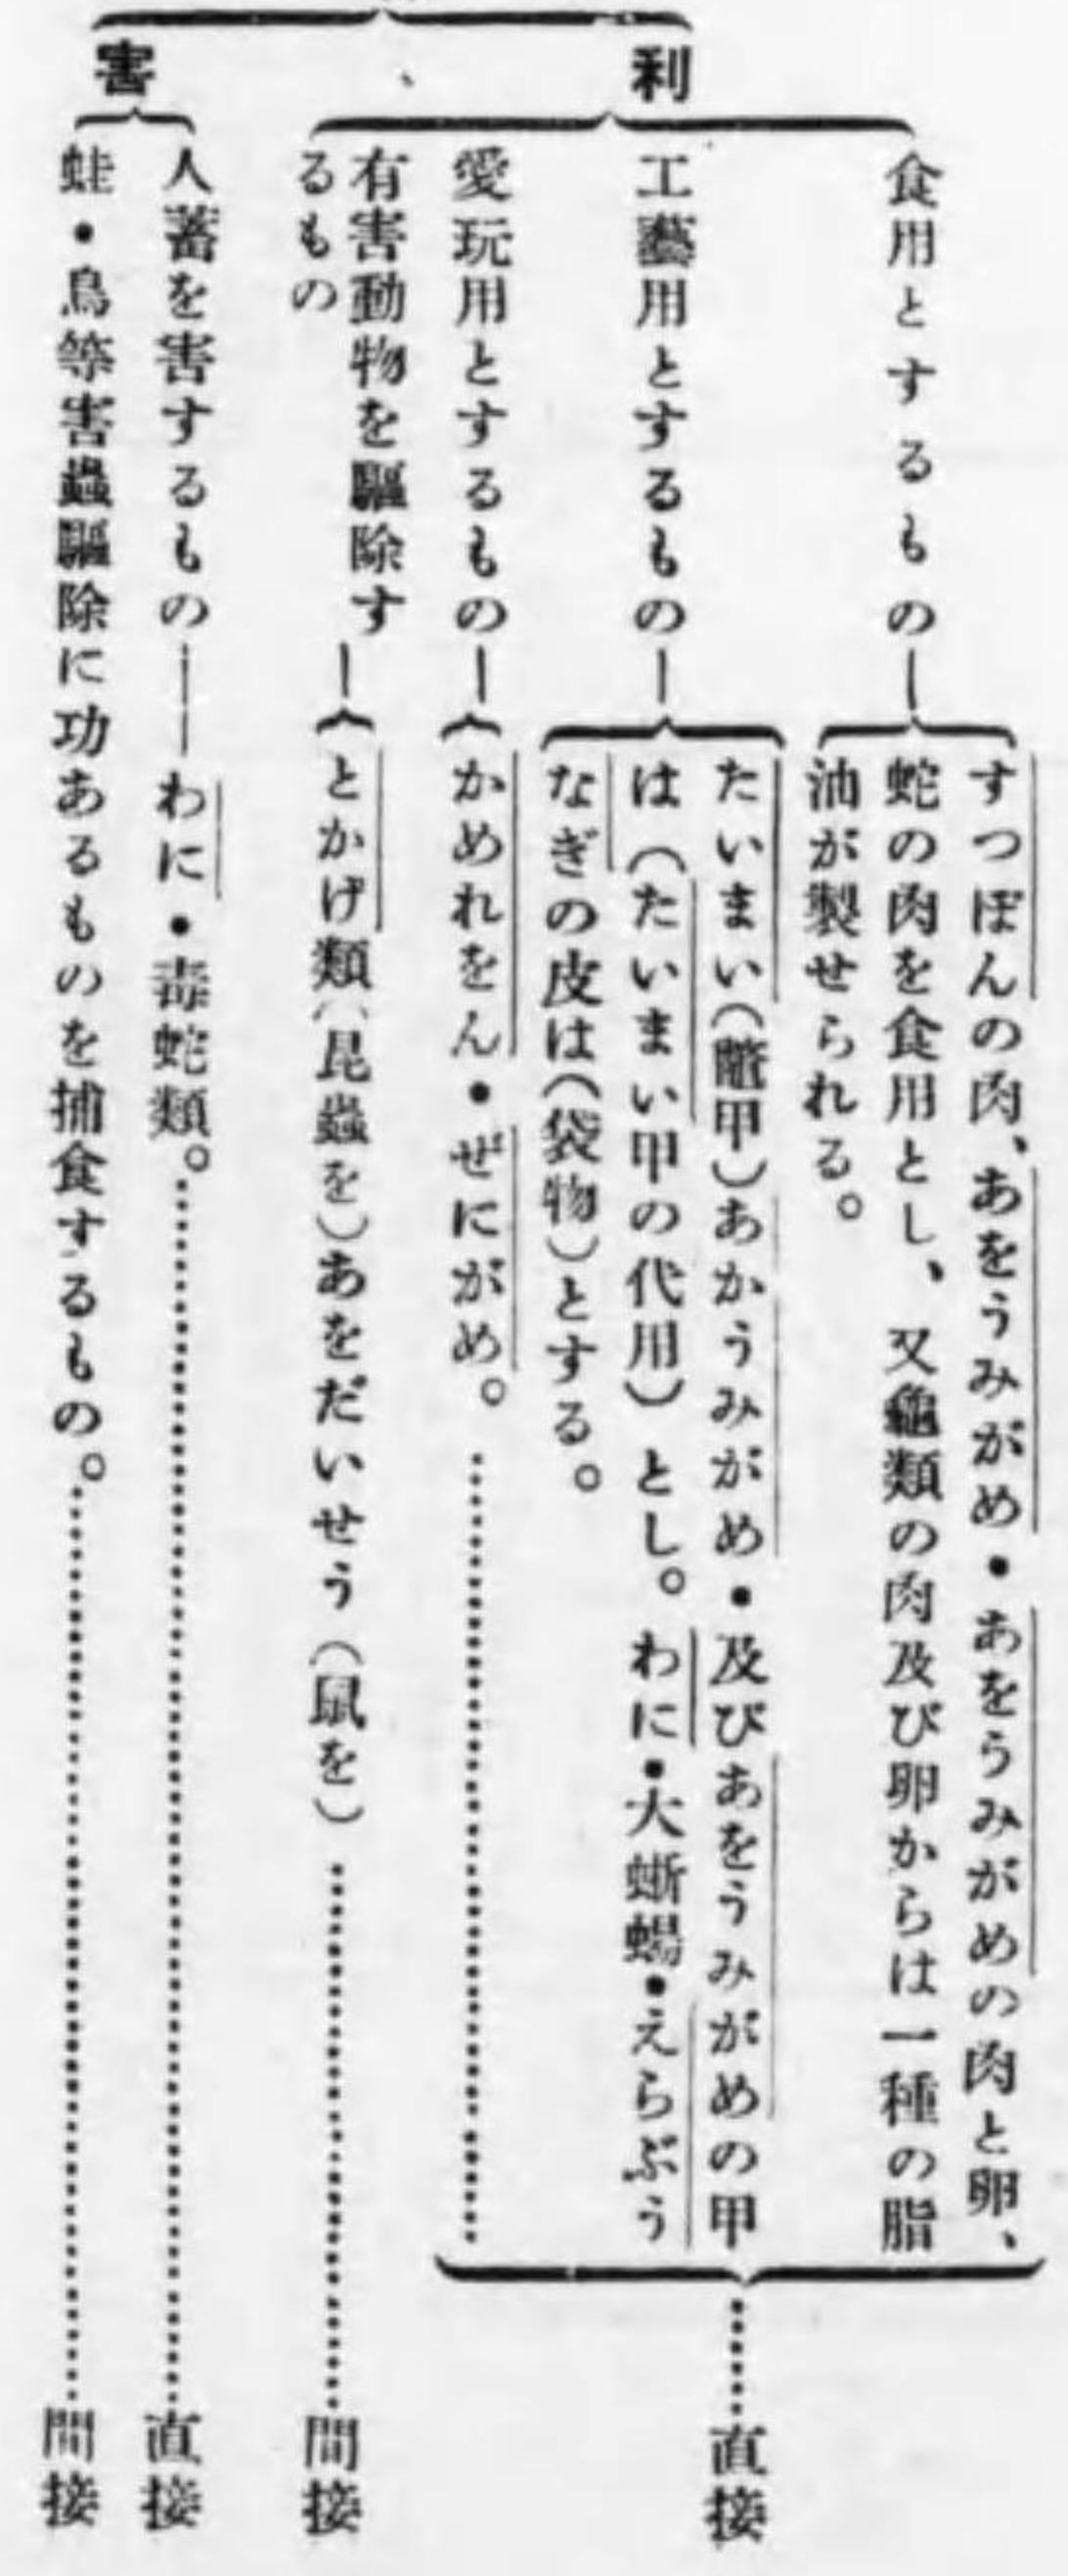 利
食用とするもの―
すつぽんの肉、あをうみがめ・あをうみがめの肉と卵、
蛇の肉を食用とし、又龜類の肉及び卵からは一種の脂
油が製せられる。
工藝用とするもの―
たいまい(鼈甲)あかうみがめ・及びあをうみがめの甲
は(たいまい甲の代用)とし。わに・大蜥蜴・えらぶう
なぎの皮は(袋物)とする。
愛玩用とするもの―
かめれをん・ぜにがめ。
直接
有害動物を驅除す
るもの
―とかげ類(昆蟲を)あをだいせう(鼠を)
間接
害
人蓄を害するもの――わに・毒蛇類。
直接
蛙・鳥等害蟲驅除に功あるものを捕食するもの。
間接